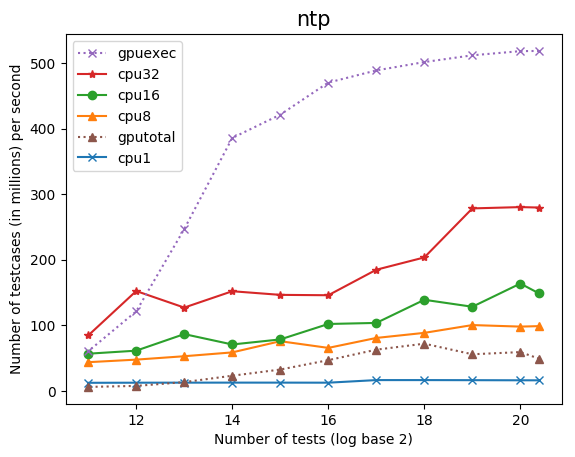 ntp
gpuexec
cpu32
cpu16
cpu8
gputotal
cpu1
Number of testcases (in millions) per second
500
400
300
200
100
0
12
14
16
18
20
Number of tests (log base 2)